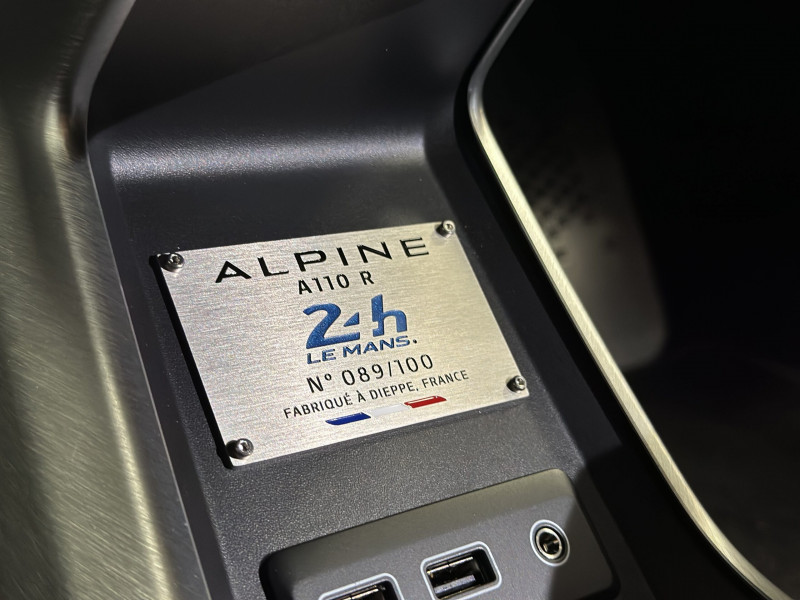 ALPINE
A110 R
24h
LE MANS.
N° 089/100
FABRIQUÉ À DIEPPE, FRANCE